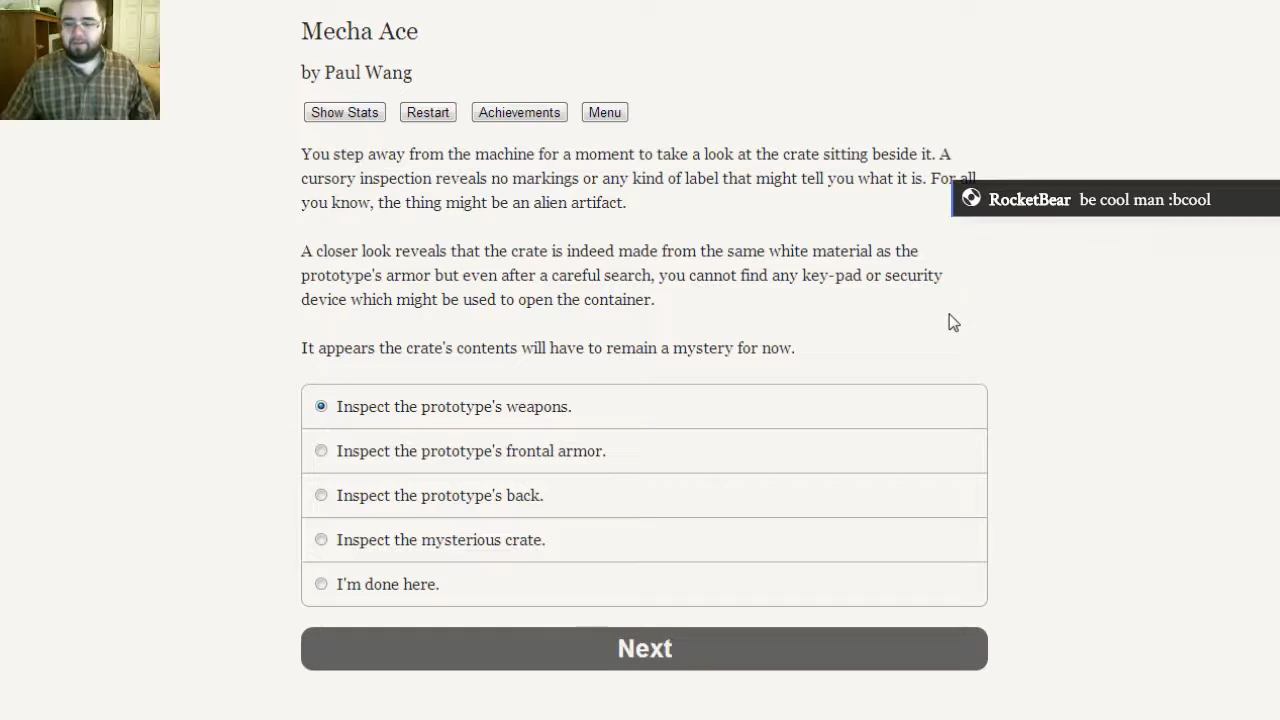 Mecha Ace
by Paul Wang
Show Stats Restart Achievements Menu
You step away from the machine for a moment to take a look at the crate sitting beside it. A
cursory inspection reveals no markings or any kind of label that might tell you what it is. For all
you know, the thing might be an alien artifact.
RocketBear be cool man :bcool
A closer look reveals that the crate is indeed made from the same white material as the
prototype's armor but even after a careful search, you cannot find any key-pad or security
device which might be used to open the container.
It appears the crate's contents will have to remain a mystery for now.
Inspect the prototype's weapons.
Inspect the prototype's frontal armor.
Inspect the prototype's back.
Inspect the mysterious crate.
I'm done here.
Next